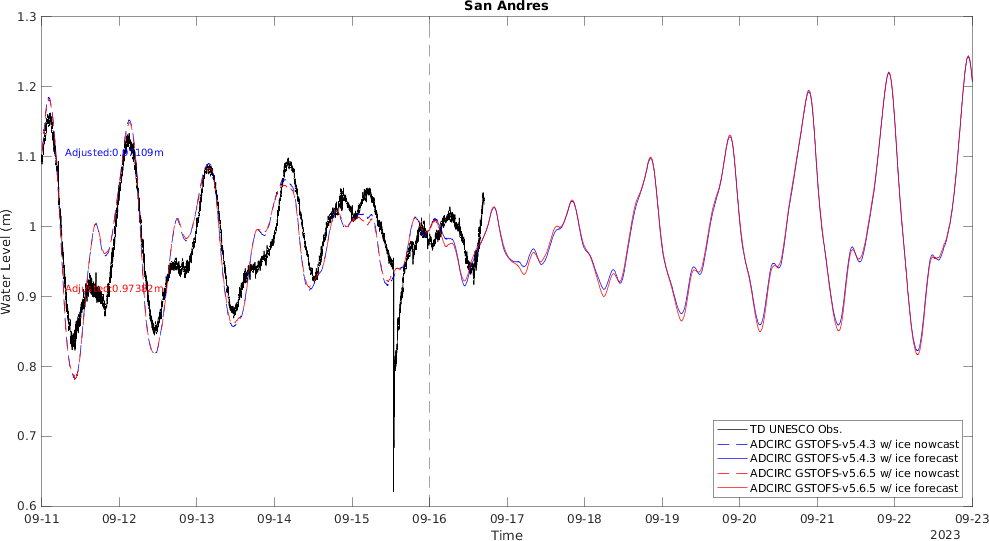 San Andres
1.3
1.2
1.1
1
0.9
0.8
0.7
0.6
Water Level (m)
Adjusted:0.97109m
Adjusted:0.97382m
TD UNESCO Obs.
ADCIRC GSTOFS-v5.4.3 w/ ice nowcast
ADCIRC GSTOFS-v5.4.3 w/ ice forecast
ADCIRC GSTOFS-v5.6.5 w/ ice nowcast
ADCIRC GSTOFS-v5.6.5 w/ ice forecast
09-11 09-12 09-13 09-14 09-15 09-16 09-17 09-18 09-19 09-20 09-21 09-22 09-23
Time
2023